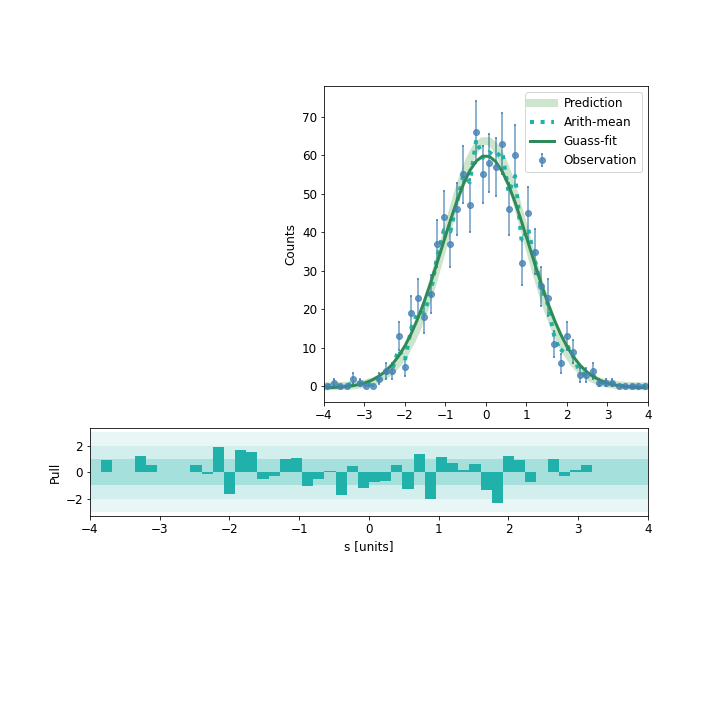 Prediction
Arith-mean
Guass-fit
Observation
Counts
70
60
50
40
30
20
10
0
−4 −3 −2 −1 0 1 2 3 4
Pull
2
0
−2
−4 −3 −2 −1 0 1 2 3 4
s [units]